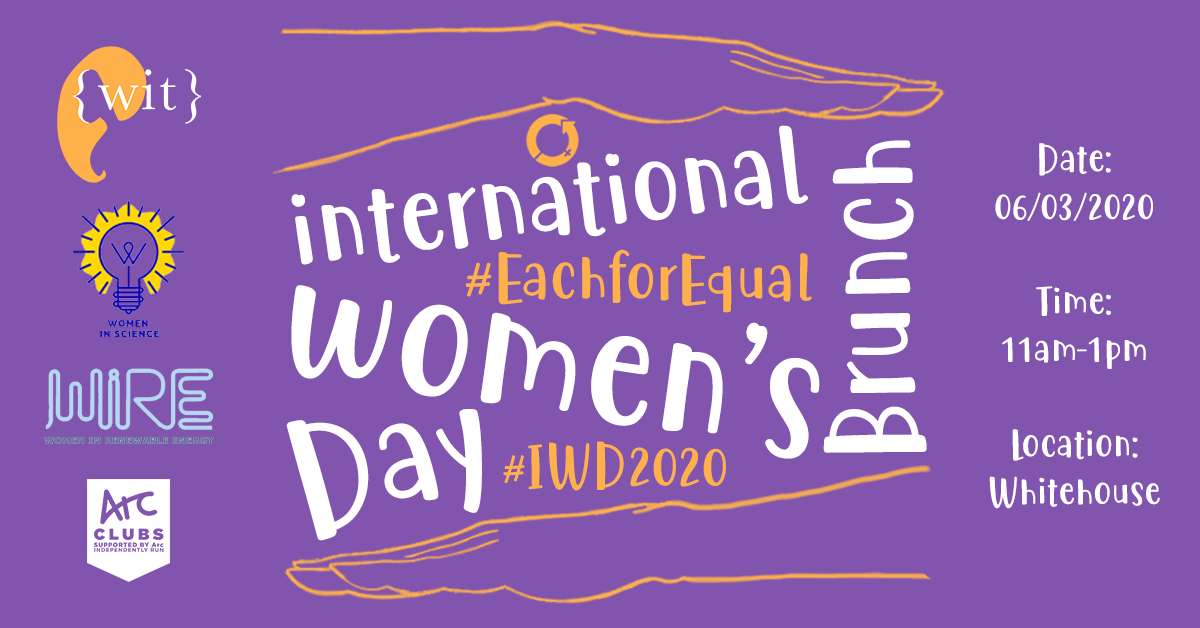 {wit}
WOMEN
IN SCIENCE
WiRE
WOMEN IN RENEWABLE ENERGY
Arc
CLUBS
SUPPORTED BY Arc
INDEPENDENTLY RUN
international
#EachforEqual
women's
Day
#IWD2020
Brunch
Date:
06/03/2020
Time:
11am-1pm
Location:
Whitehouse